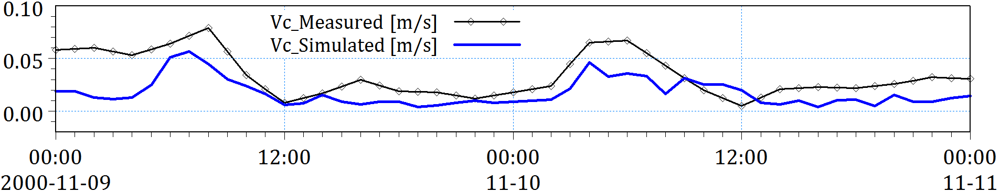 0.10
Vc_Measured [m/s]
Vc_Simulated [m/s]
0.05
0.00
00:00 12:00 00:00 12:00 00:00
2000-11-09 11-10 11-11